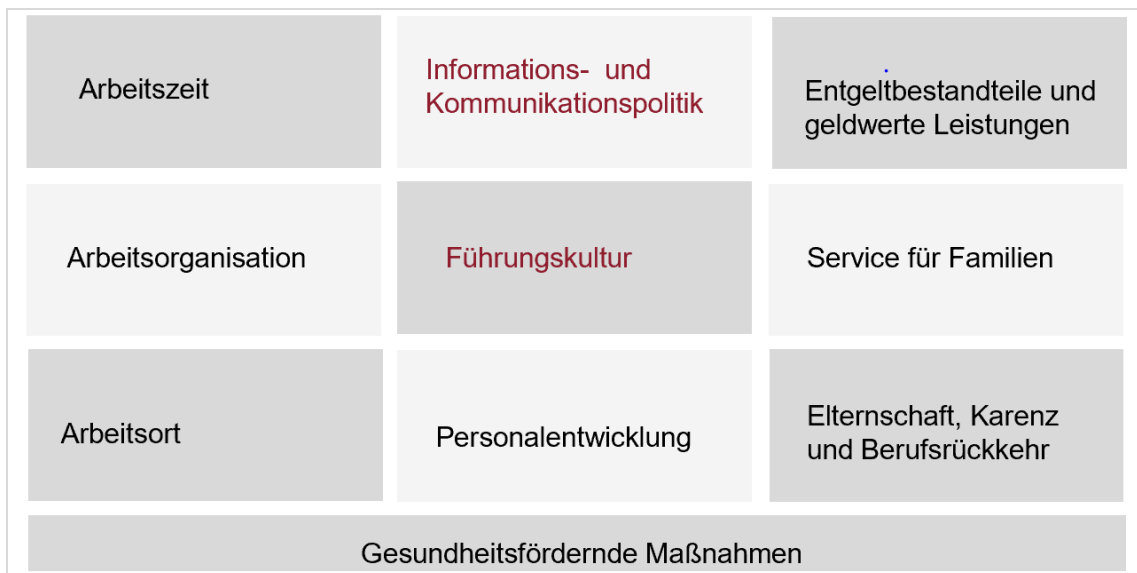 Arbeitszeit
Informations- und
Kommunikationspolitik
Entgeltbestandteile und
geldwerte Leistungen
Arbeitsorganisation
Führungskultur
Service für Familien
Arbeitsort
Personalentwicklung
Elternschaft, Karenz
und Berufsrückkehr
Gesundheitsfördernde Maßnahmen